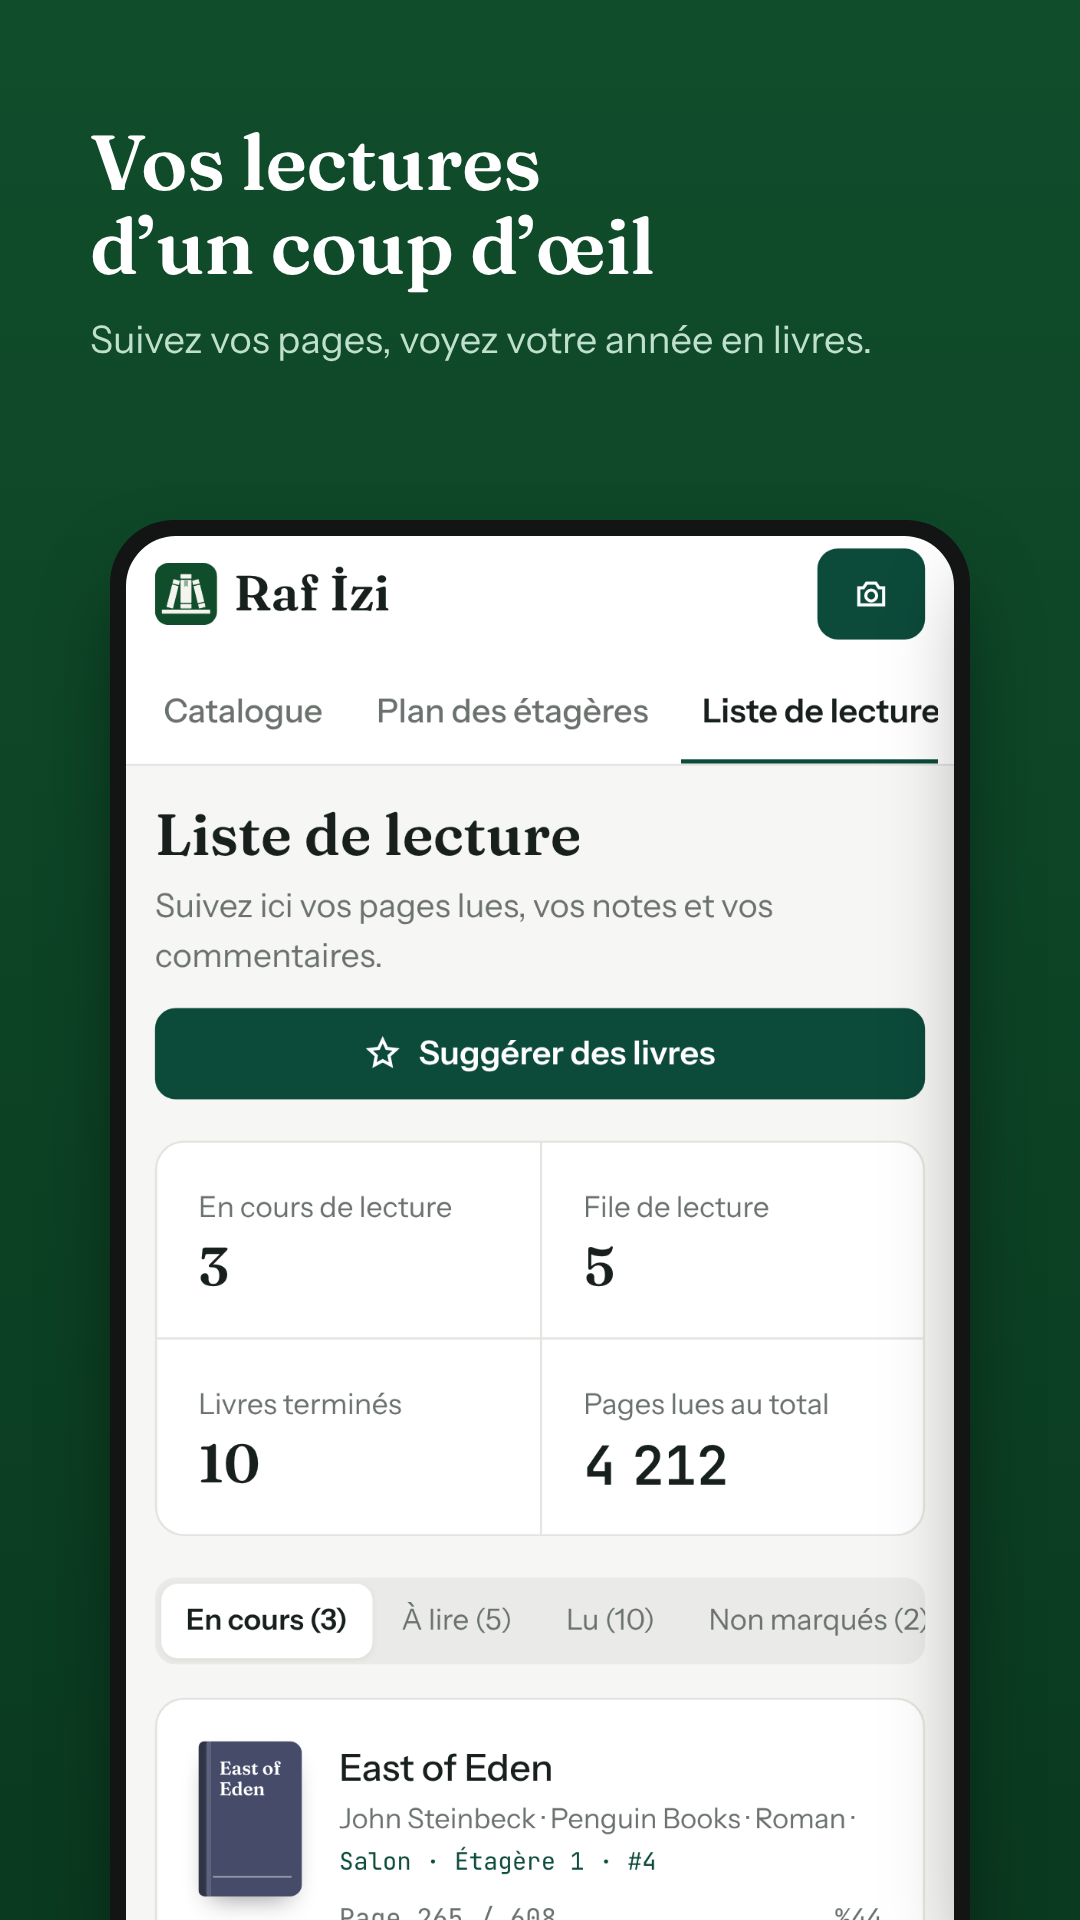 Vos lectures
d’un coup d’œil
Suivez vos pages, voyez votre année en livres.
Raf İzi
Catalogue Plan des étagères Liste de lecture
Liste de lecture
Suivez ici vos pages lues, vos notes et vos
commentaires.
Suggérer des livres
En cours de lecture File de lecture
3 5
Livres terminés Pages lues au total
10 4 212
En cours (3) À lire (5) Lu (10) Non marqués (2)
East of
Eden
East of Eden
John Steinbeck · Penguin Books · Roman ·
Salon · Étagère 1 · #4
Page 265 / 608 %44